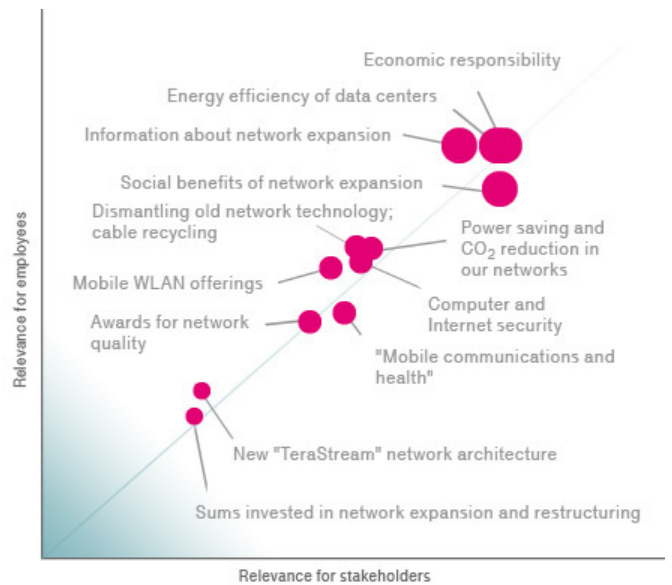 Economic responsibility
Energy efficiency of data centers
Information about network expansion
Social benefits of network expansion
Dismantling old network technology;
cable recycling
Power saving and
CO₂ reduction in
our networks
Mobile WLAN offerings
Computer and
Internet security
Awards for network
quality
"Mobile communications and
health"
New "TeraStream" network architecture
Sums invested in network expansion and restructuring
Relevance for employees
Relevance for stakeholders